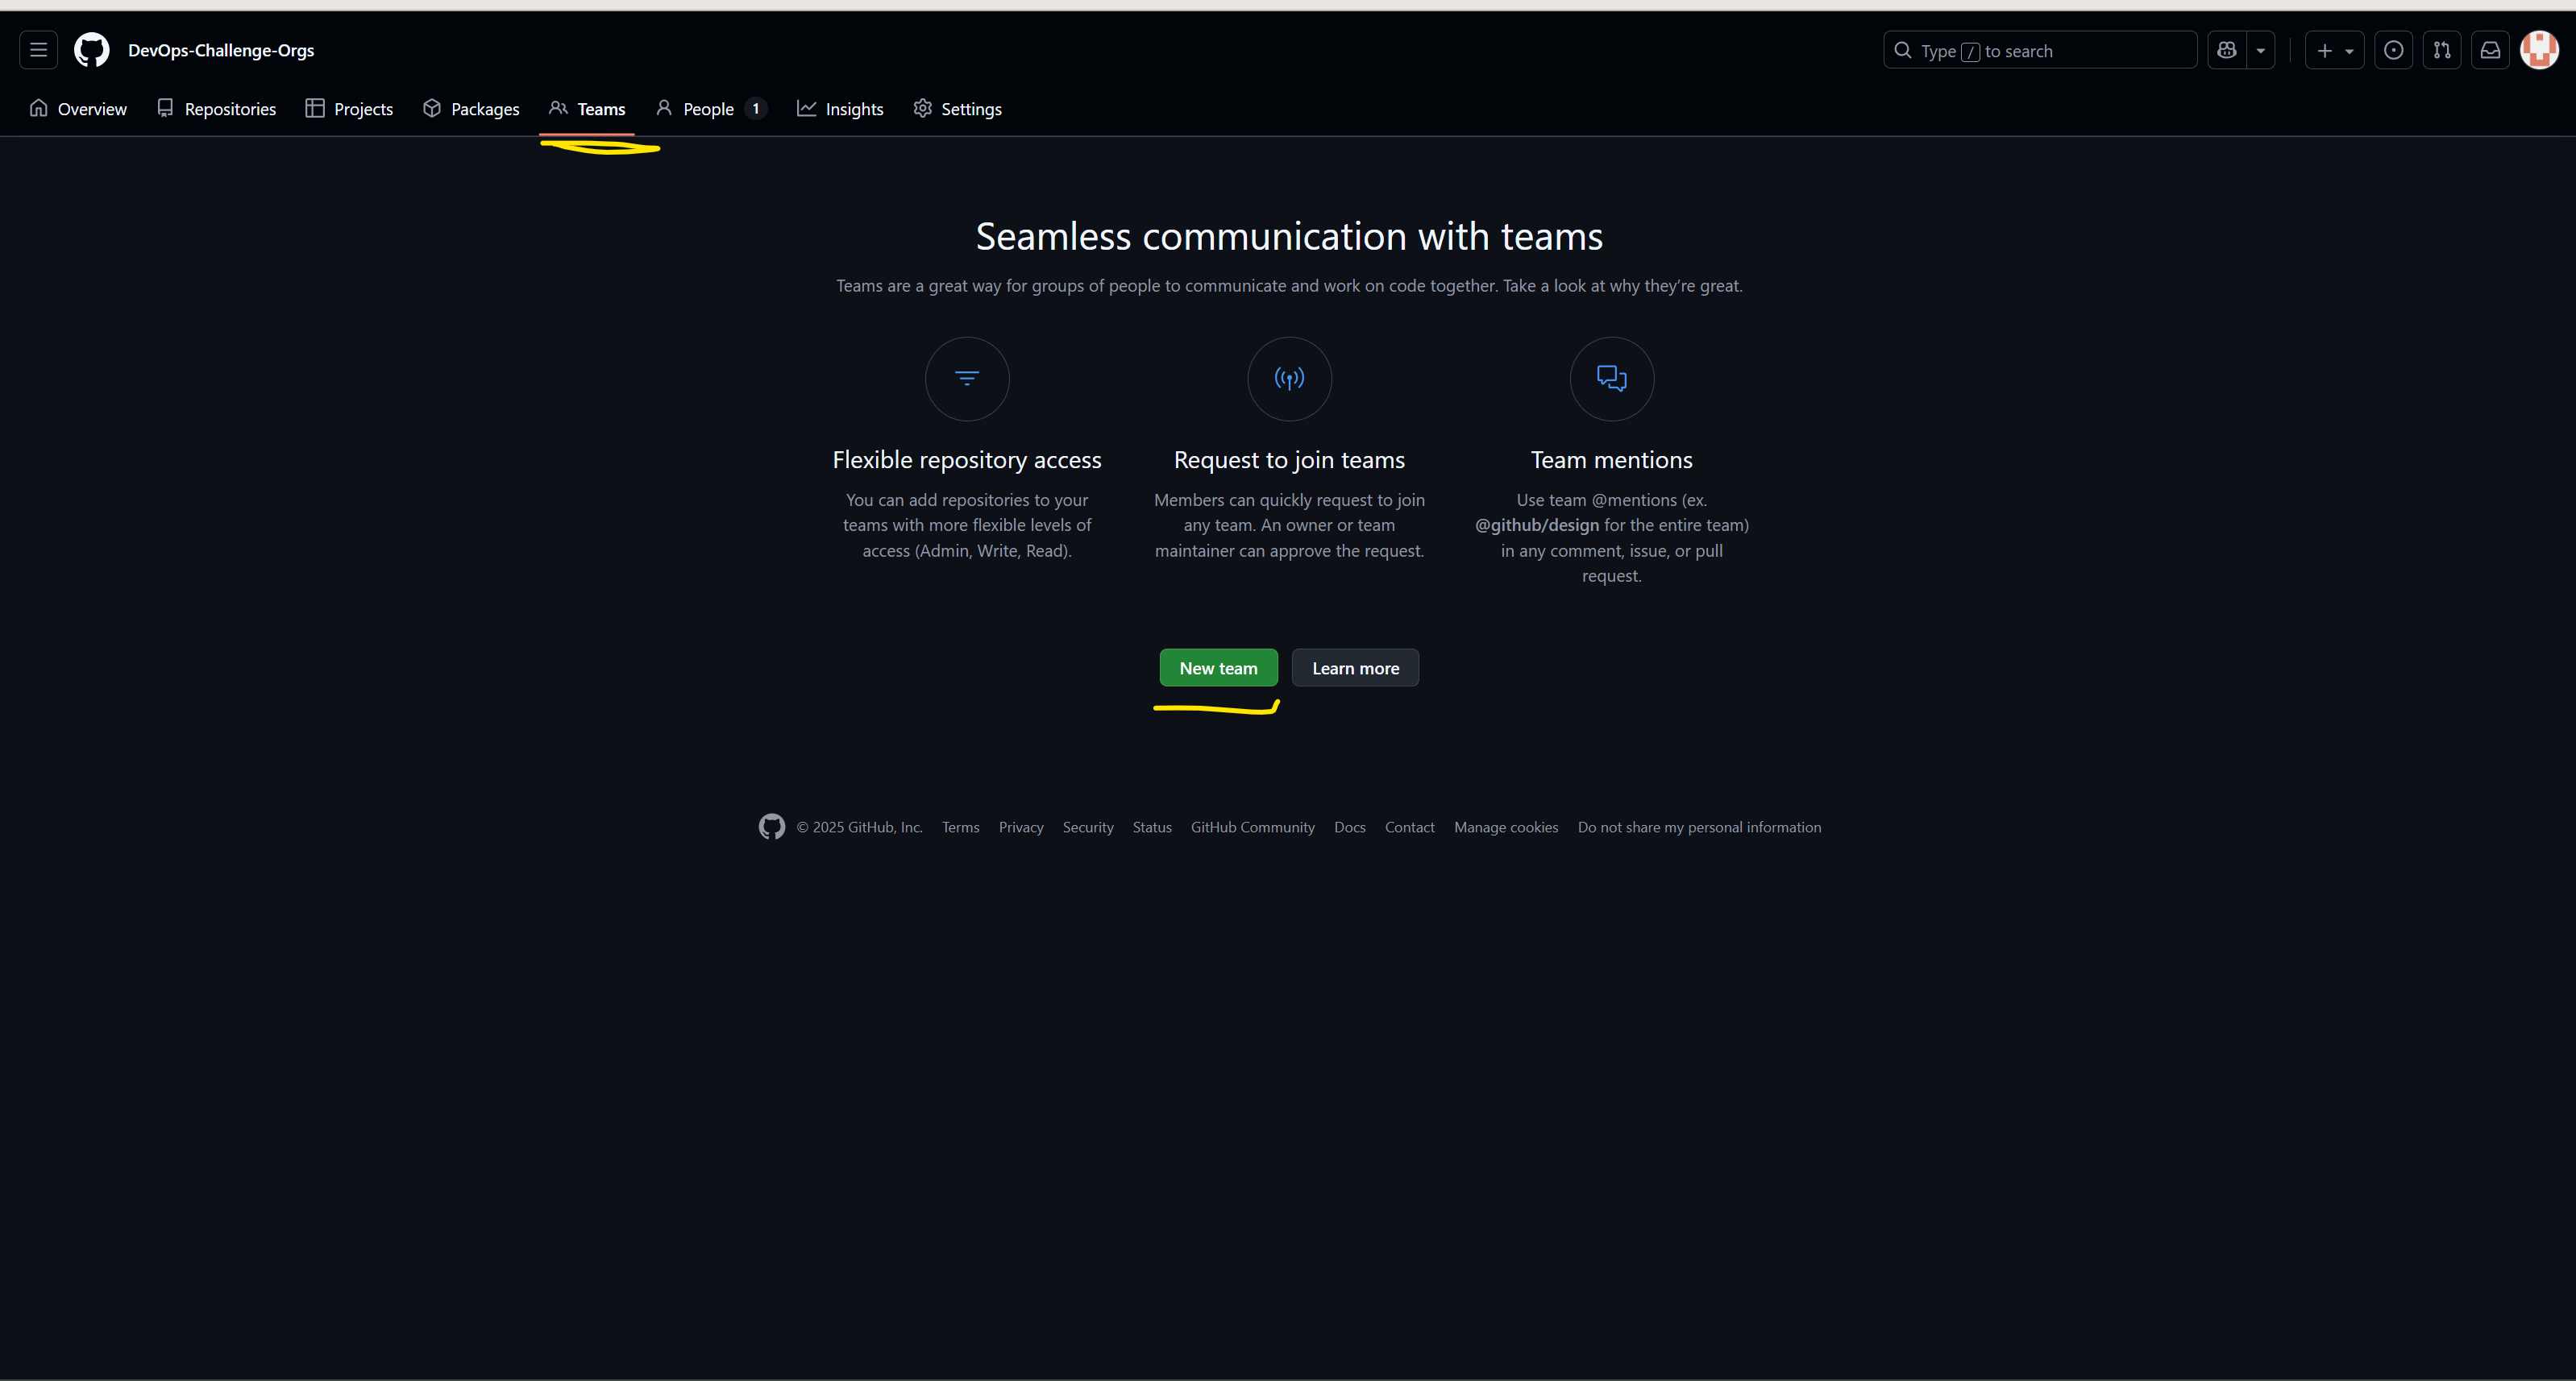 DevOps-Challenge-Orgs
Type / to search
Overview Repositories Projects Packages Teams People 1 Insights Settings
Seamless communication with teams
Teams are a great way for groups of people to communicate and work on code together. Take a look at why they're great.
Flexible repository access
You can add repositories to your
teams with more flexible levels of
access (Admin, Write, Read).
Request to join teams
Members can quickly request to join
any team. An owner or team
maintainer can approve the request.
Team mentions
Use team @mentions (ex.
@github/design for the entire team)
in any comment, issue, or pull
request.
New team Learn more
© 2025 GitHub, Inc. Terms Privacy Security Status GitHub Community Docs Contact Manage cookies Do not share my personal information